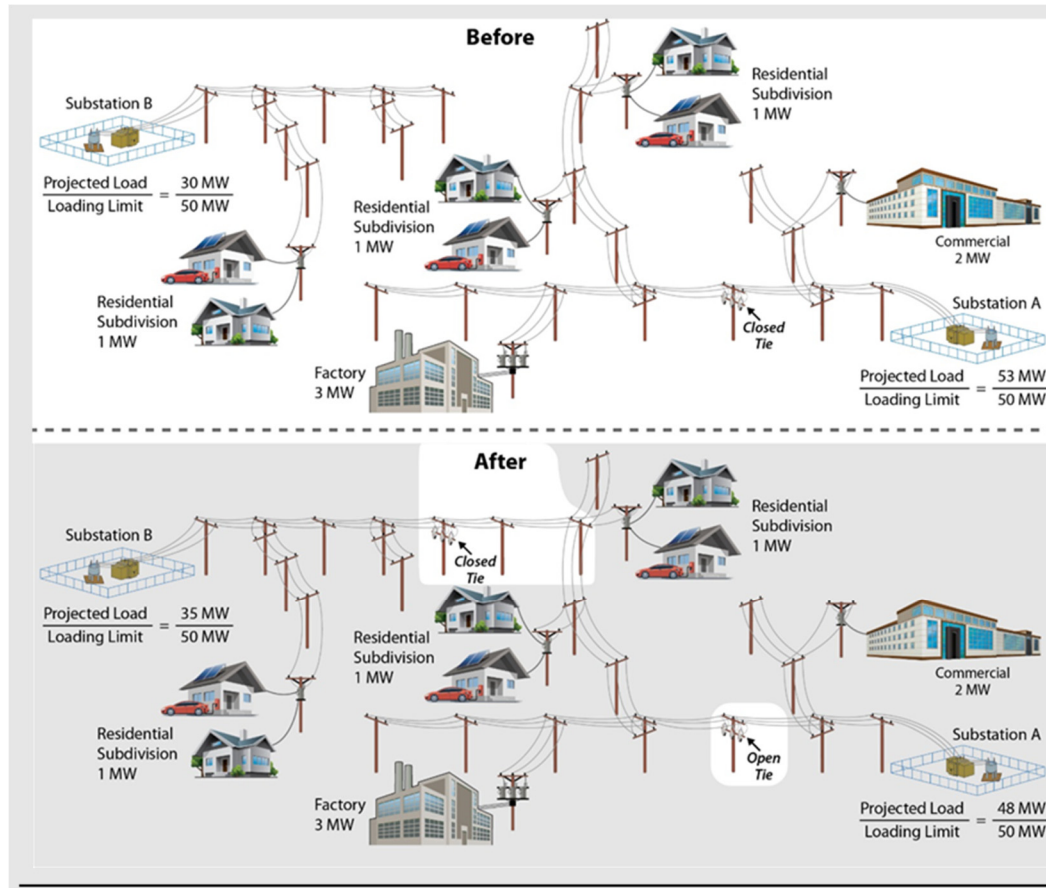 Before
Substation B
Projected Load
Loading Limit
=
30 MW
50 MW
Residential
Subdivision
1 MW
Residential
Subdivision
1 MW
Residential
Subdivision
1 MW
Commercial
2 MW
Closed
Tie
Substation A
Factory
3 MW
Projected Load
Loading Limit
=
53 MW
50 MW
After
Substation B
Closed
Tie
Residential
Subdivision
1 MW
Projected Load
Loading Limit
=
35 MW
50 MW
Residential
Subdivision
1 MW
Commercial
2 MW
Residential
Subdivision
1 MW
Open
Tie
Substation A
Factory
3 MW
Projected Load
Loading Limit
=
48 MW
50 MW